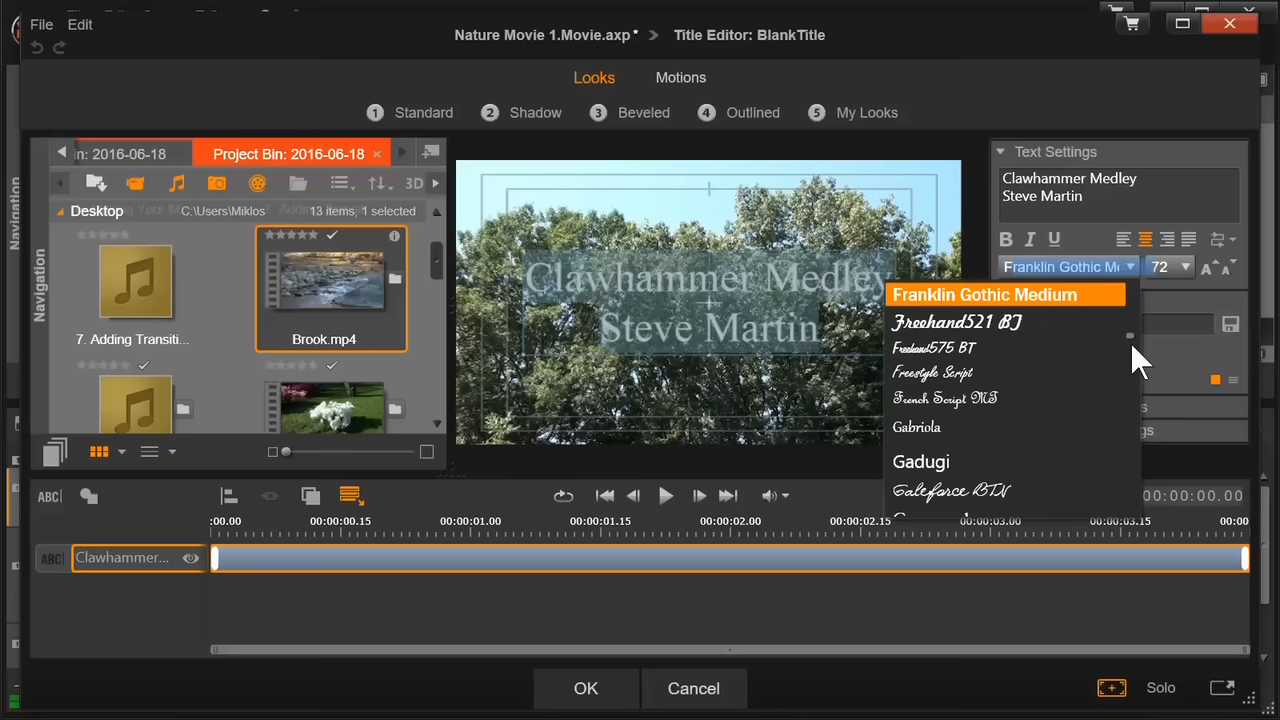 File Edit
Nature Movie 1.Movie.axp* > Title Editor: BlankTitle
Looks Motions
1 Standard 2 Shadow 3 Beveled 4 Outlined 5 My Looks
in: 2016-06-18 Project Bin: 2016-06-18 ×
3D
Desktop C:\Users\Miklos 13 items, 1 selected
Navigation
Navigation
7. Adding Transiti... Brook.mp4
Clawhammer Medley
Steve Martin
Text Settings
Clawhammer Medley
Steve Martin
B I U
Franklin Gothic Me 72
Franklin Gothic Medium
Freehand521 BT
Freehand575 BT
Freestyle Script
French Script MT
Gabriola
Gadugi
Galeforce BTN
ABC 00:00:00.00
:00.00 00:00:00.15 00:00:01.00 00:00:01.15 00:00:02.00 00:00:02.15 00:00:03.00 00:00:03.15 00:00
ABC Clawhammer...
OK Cancel
Solo